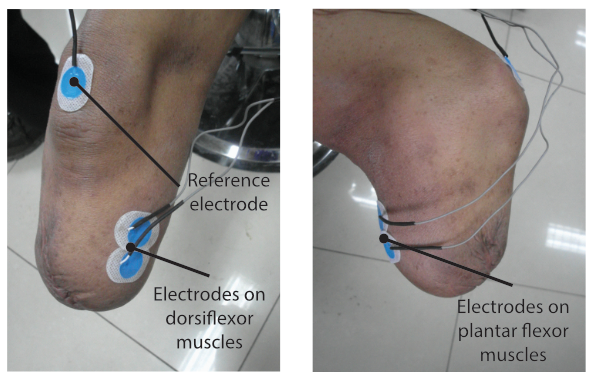 Reference
electrode
Electrodes on
dorsiflexor
muscles
Electrodes on
plantar flexor
muscles